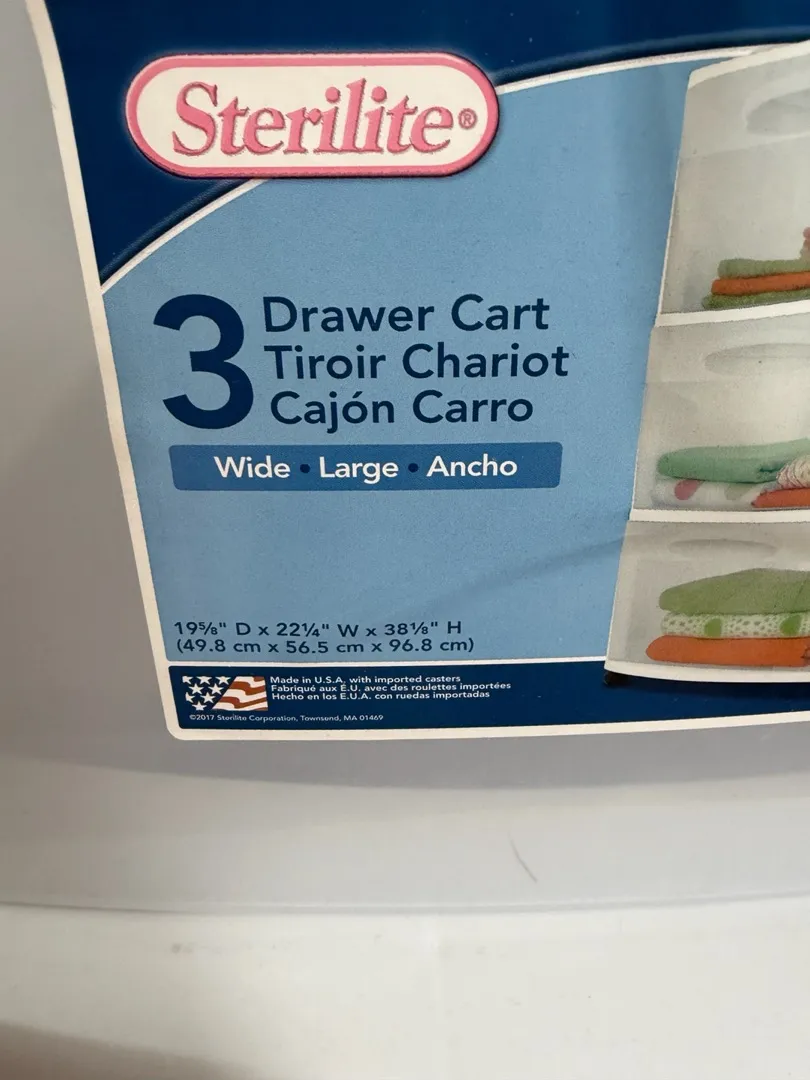 Sterilite®
3 Drawer Cart
Tiroir Chariot
Cajón Carro
Wide • Large • Ancho
19⅝" D x 22¼" W x 38⅛" H
(49.8 cm x 56.5 cm x 96.8 cm)
Made in U.S.A. with imported casters
Fabriqué aux É.U. avec des roulettes importées
Hecho en los E.U.A. con ruedas importadas
©2017 Sterilite Corporation, Townsend, MA 01469